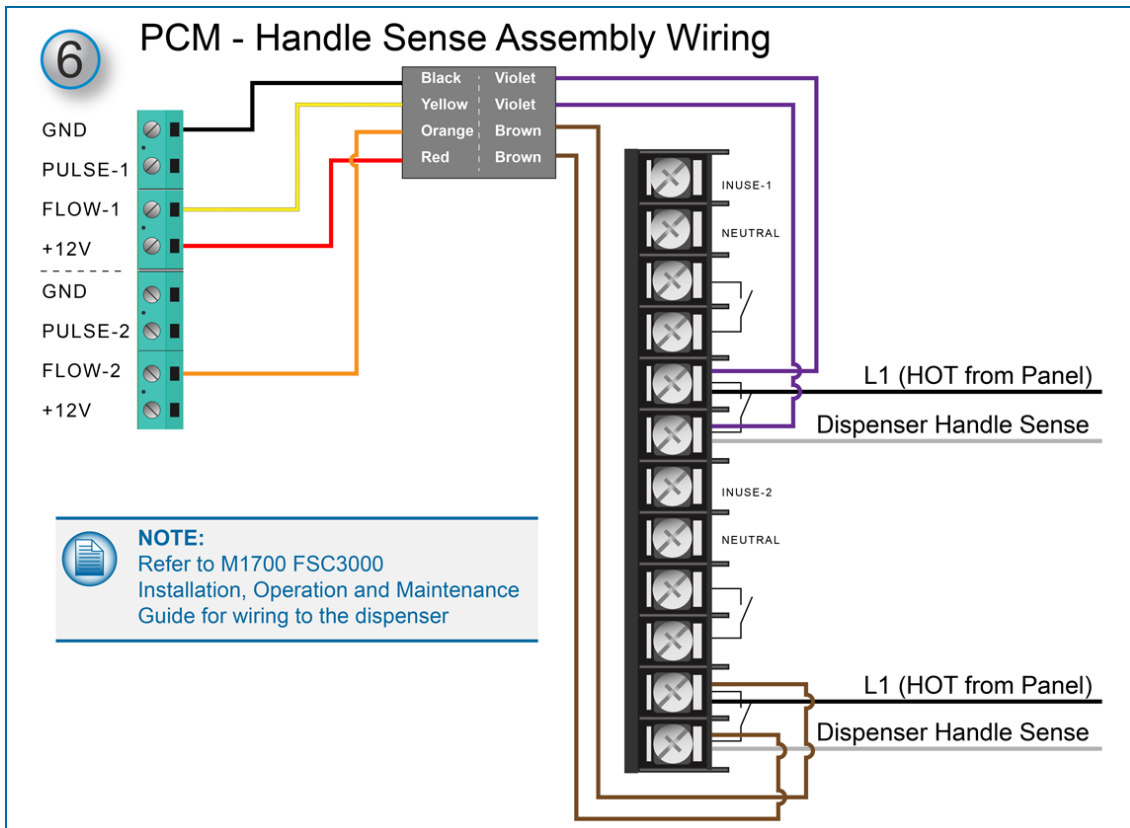 6
PCM - Handle Sense Assembly Wiring
Black Violet
Yellow Violet
Orange Brown
Red Brown
GND
PULSE-1
FLOW-1
+12V
GND
PULSE-2
FLOW-2
+12V
INUSE-1
NEUTRAL
L1 (HOT from Panel)
Dispenser Handle Sense
INUSE-2
NEUTRAL
L1 (HOT from Panel)
Dispenser Handle Sense
NOTE:
Refer to M1700 FSC3000
Installation, Operation and Maintenance
Guide for wiring to the dispenser